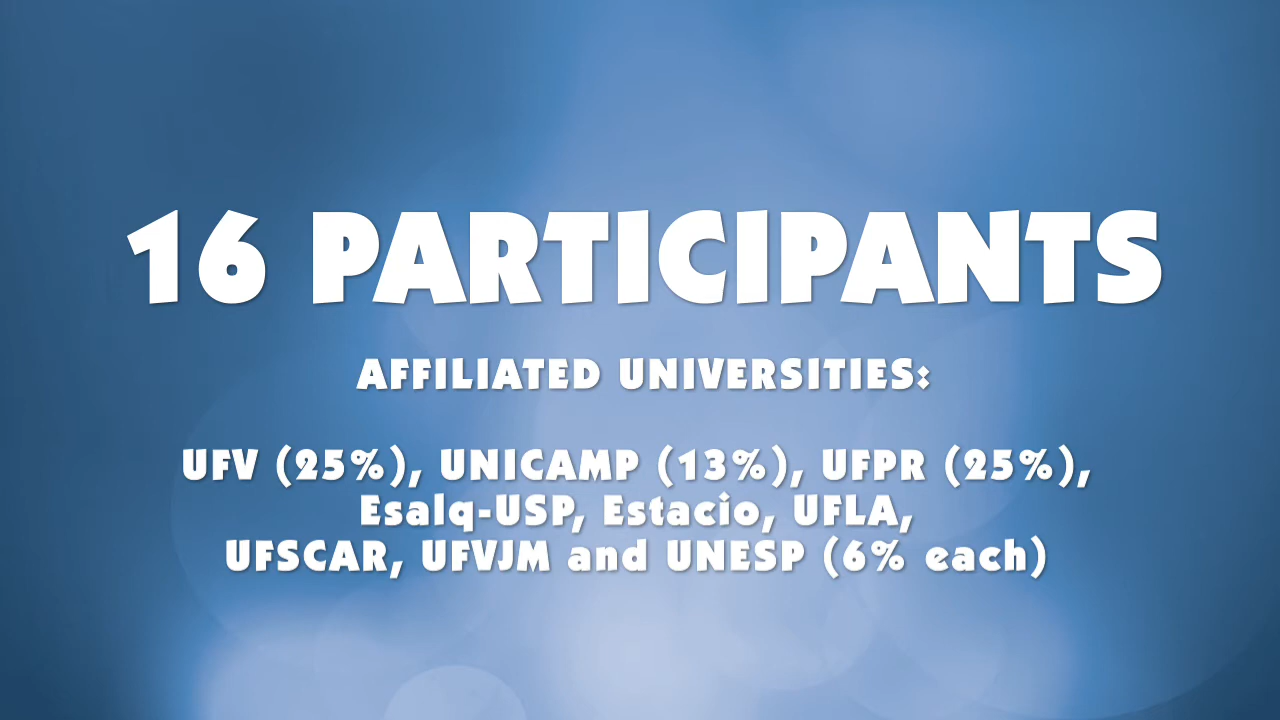 16 PARTICIPANTS
AFFILIATED UNIVERSITIES:
UFV (25%), UNICAMP (13%), UFPR (25%),
Esalq-USP, Estacio, UFLA,
UFSCAR, UFVJM and UNESP (6% each)